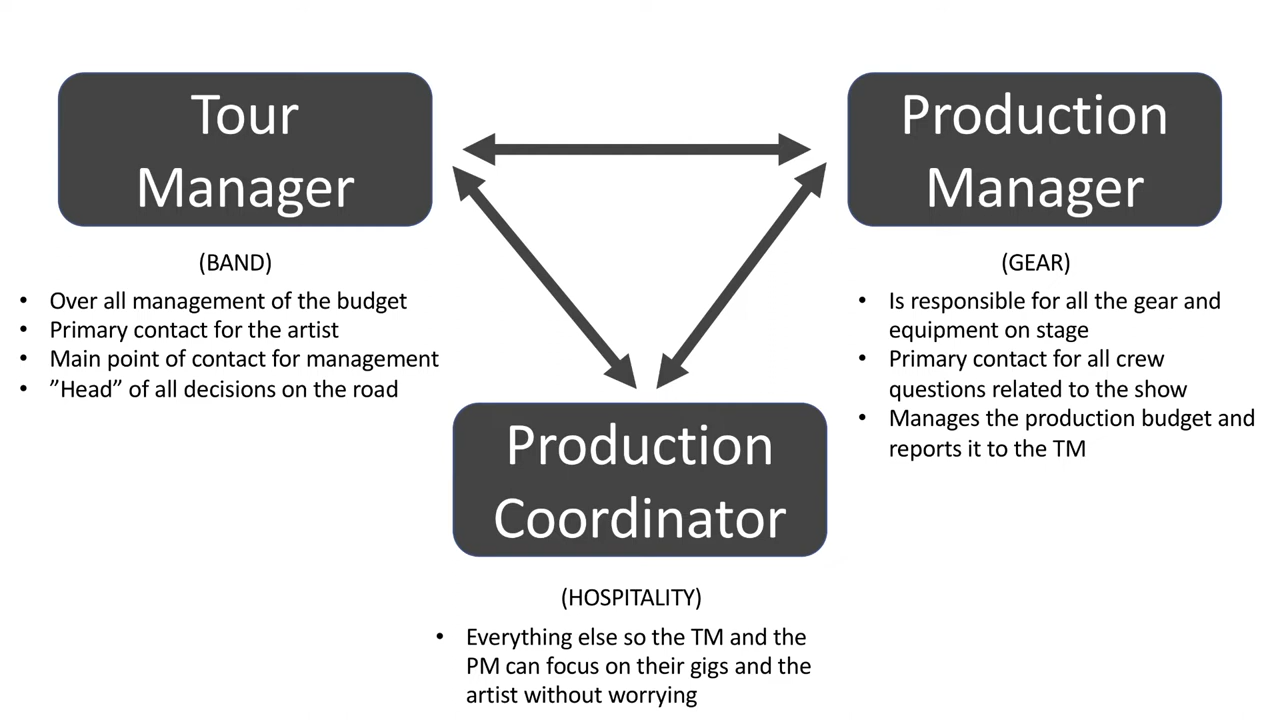 Tour
Manager
(BAND)
• Over all management of the budget
• Primary contact for the artist
• Main point of contact for management
• ”Head” of all decisions on the road
Production
Manager
(GEAR)
• Is responsible for all the gear and
equipment on stage
• Primary contact for all crew
questions related to the show
• Manages the production budget and
reports it to the TM
Production
Coordinator
(HOSPITALITY)
• Everything else so the TM and the
PM can focus on their gigs and the
artist without worrying